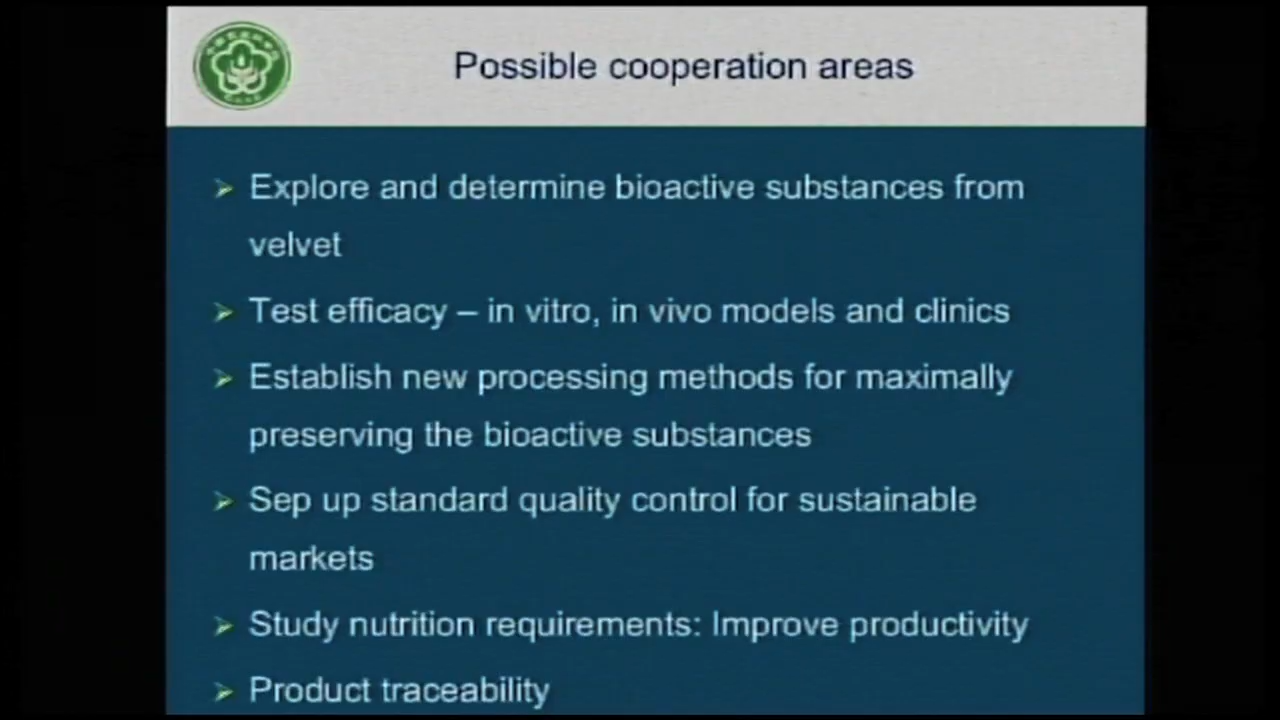 Possible cooperation areas
➢ Explore and determine bioactive substances from
velvet
➢ Test efficacy – in vitro, in vivo models and clinics
➢ Establish new processing methods for maximally
preserving the bioactive substances
➢ Sep up standard quality control for sustainable
markets
➢ Study nutrition requirements: Improve productivity
➢ Product traceability